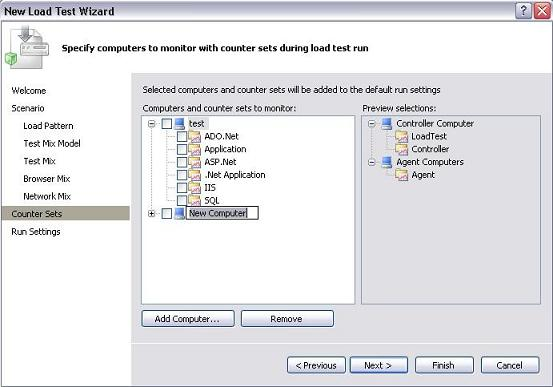 New Load Test Wizard
Specify computers to monitor with counter sets during load test run
Welcome
Scenario
Load Pattern
Test Mix Model
Test Mix
Browser Mix
Network Mix
Counter Sets
Run Settings
Selected computers and counter sets will be added to the default run settings
Computers and counter sets to monitor:
test
ADO.Net
Application
ASP.Net
.Net Application
IIS
SQL
New Computer
Add Computer...
Remove
Preview selections:
Controller Computer
LoadTest
Controller
Agent Computers
Agent
< Previous
Next >
Finish
Cancel